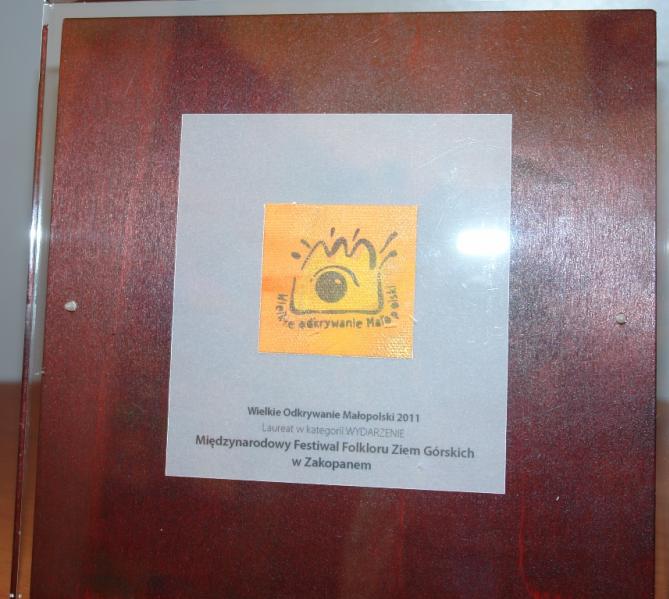 Wielkie odkrywanie Małopolski
Wielkie Odkrywanie Małopolski 2011
Laureat w kategorii WYDARZENIE
Międzynarodowy Festiwal Folkloru Ziem Górskich
w Zakopanem